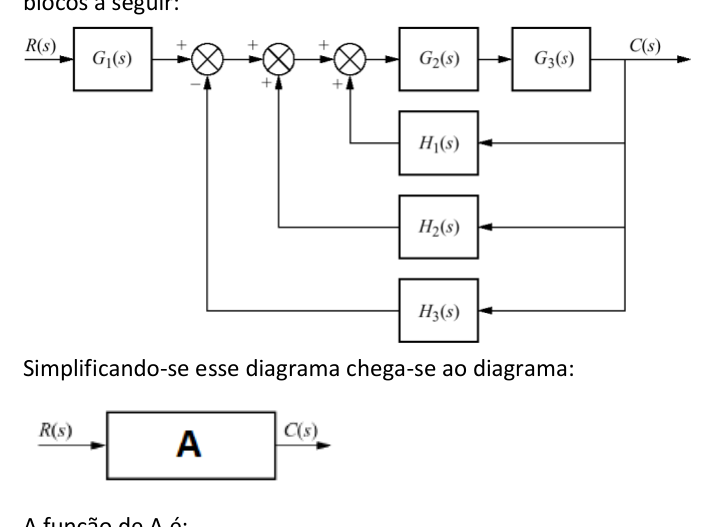 blocos a seguir:
R(s) G₁(s) + − + + + + G₂(s) G₃(s) C(s)
H₁(s)
H₂(s)
H₃(s)
Simplificando-se esse diagrama chega-se ao diagrama:
R(s) A C(s)
A função de A é: